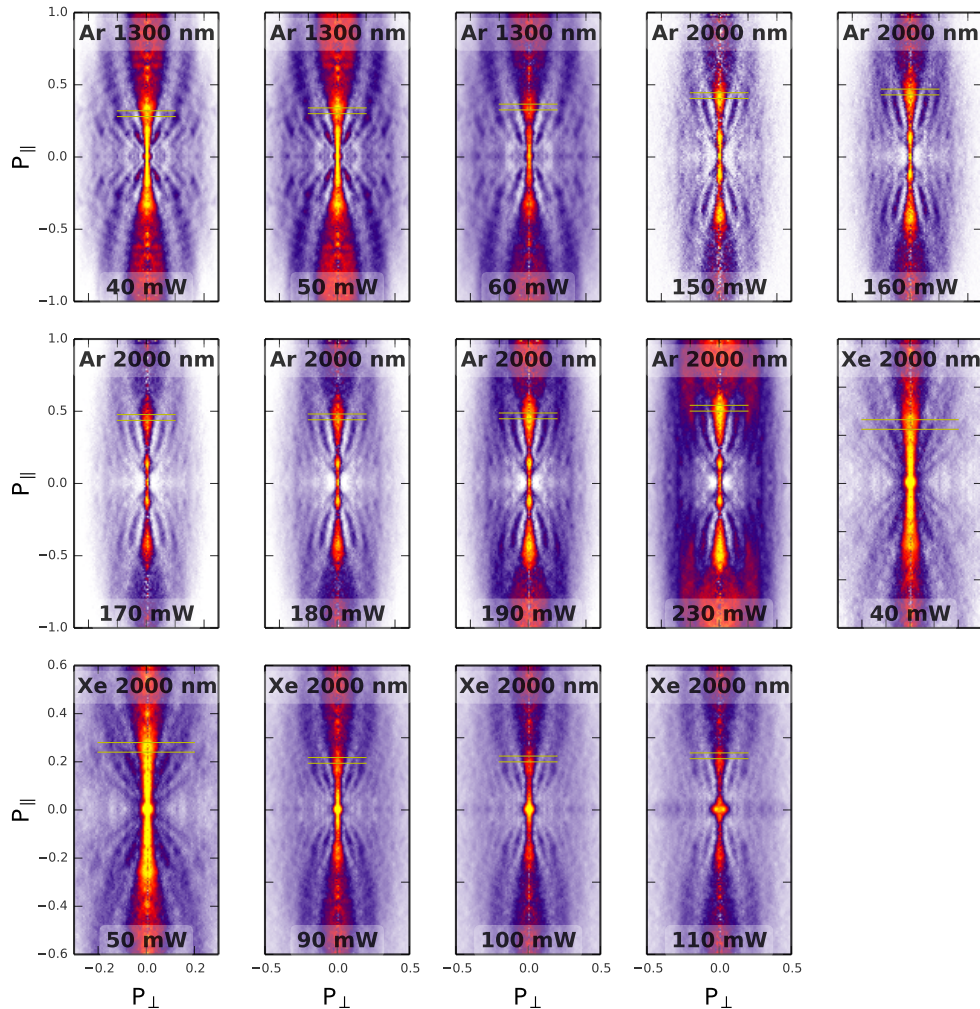 Ar 1300 nm Ar 1300 nm Ar 1300 nm Ar 2000 nm Ar 2000 nm
1.0
0.5
0.0
−0.5
−1.0
P∥
40 mW 50 mW 60 mW 150 mW 160 mW
Ar 2000 nm Ar 2000 nm Ar 2000 nm Ar 2000 nm Xe 2000 nm
1.0
0.5
0.0
−0.5
−1.0
P∥
170 mW 180 mW 190 mW 230 mW 40 mW
Xe 2000 nm Xe 2000 nm Xe 2000 nm Xe 2000 nm
0.6
0.4
0.2
0.0
−0.2
−0.4
−0.6
P∥
50 mW 90 mW 100 mW 110 mW
−0.2 0.0 0.2 −0.5 0.0 0.5 −0.5 0.0 0.5 −0.5 0.0 0.5
P⊥ P⊥ P⊥ P⊥